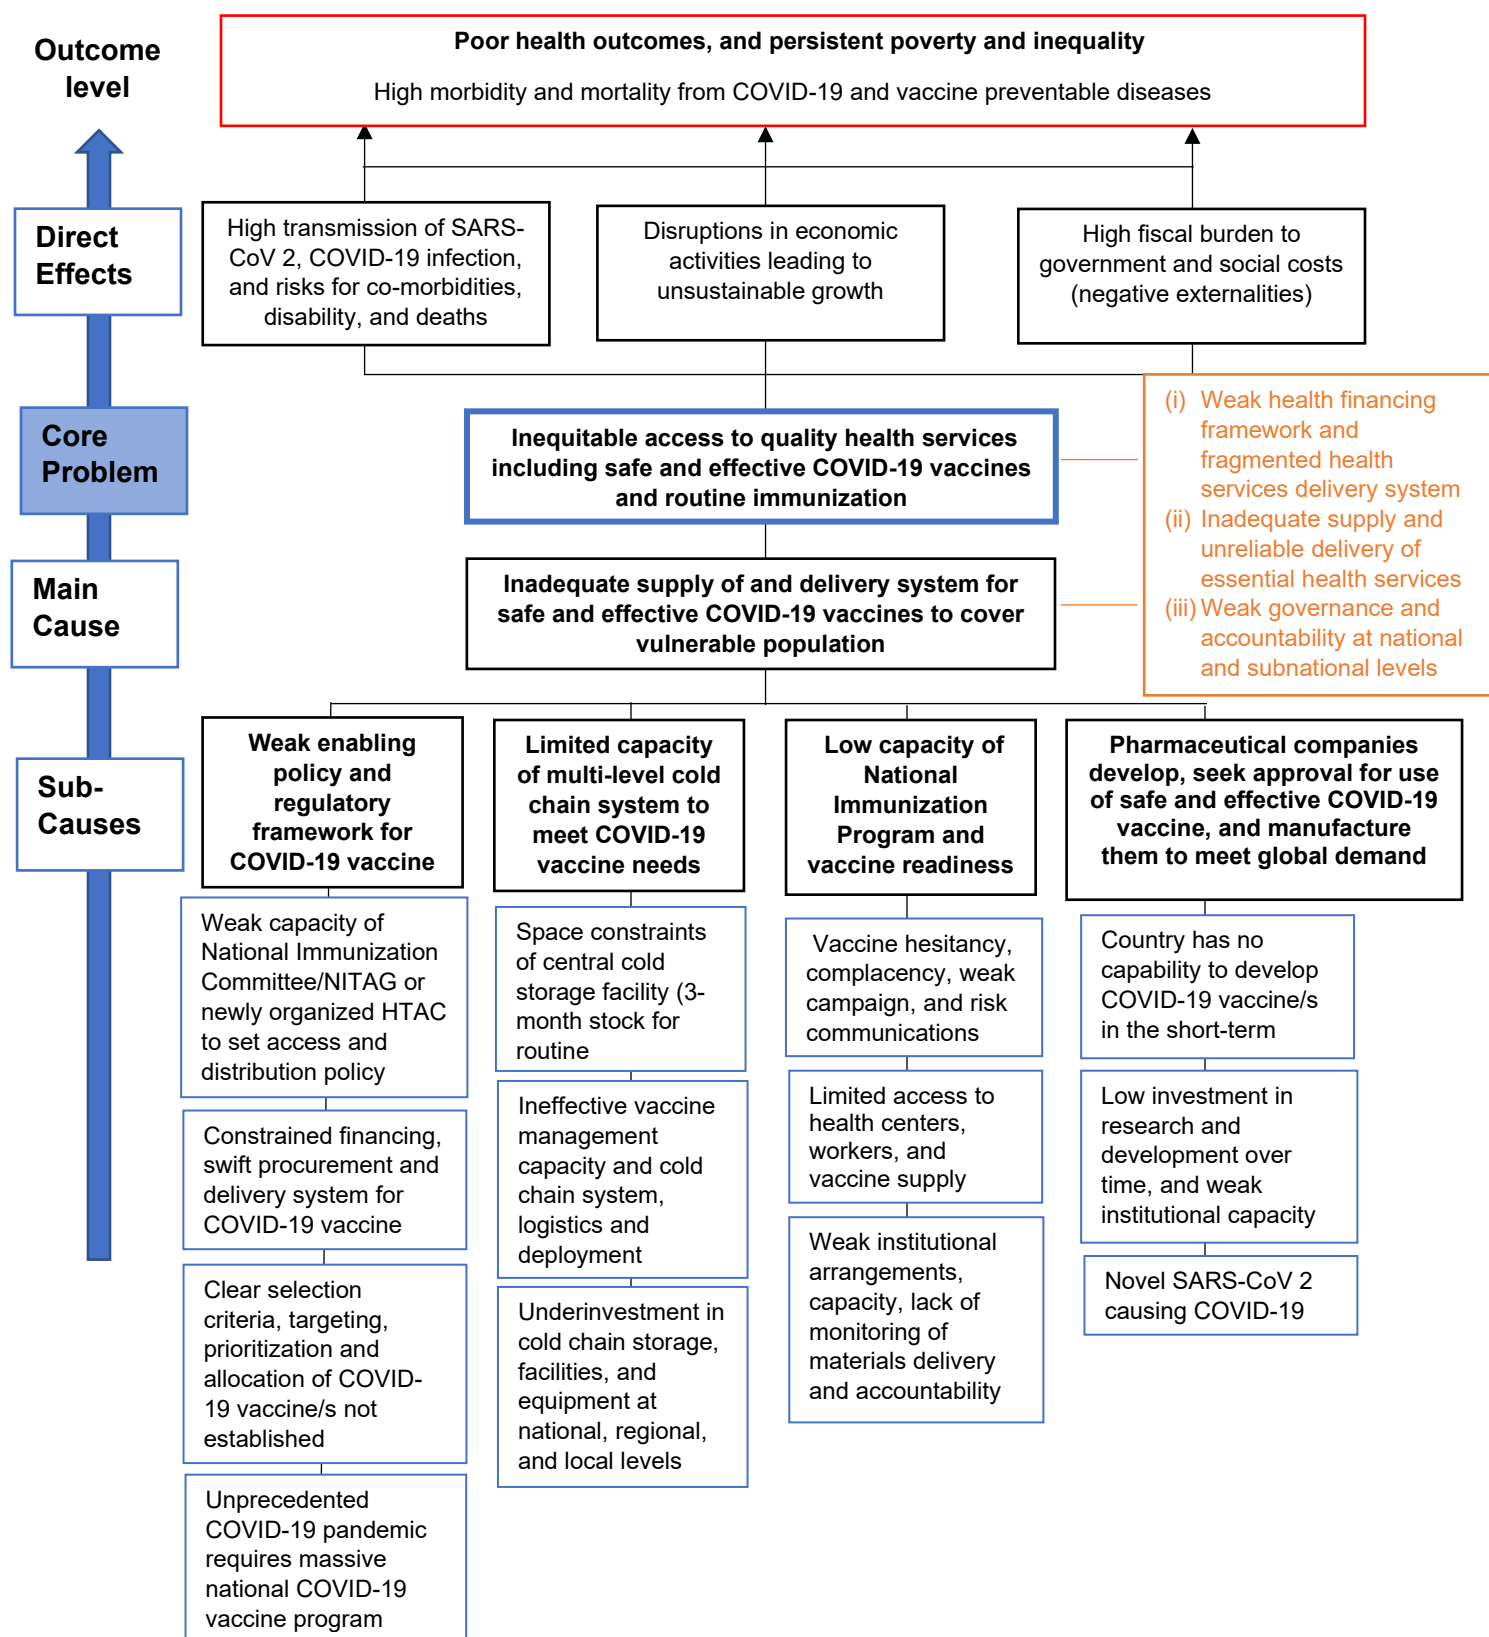 Outcome
level
Poor health outcomes, and persistent poverty and inequality
High morbidity and mortality from COVID-19 and vaccine preventable diseases
Direct
Effects
High transmission of SARS-
CoV 2, COVID-19 infection,
and risks for co-morbidities,
disability, and deaths
Disruptions in economic
activities leading to
unsustainable growth
High fiscal burden to
government and social costs
(negative externalities)
Core
Problem
Inequitable access to quality health services
including safe and effective COVID-19 vaccines
and routine immunization
(i) Weak health financing
framework and
fragmented health
services delivery system
(ii) Inadequate supply and
unreliable delivery of
essential health services
(iii) Weak governance and
accountability at national
and subnational levels
Main
Cause
Inadequate supply of and delivery system for
safe and effective COVID-19 vaccines to cover
vulnerable population
Sub-
Causes
Weak enabling
policy and
regulatory
framework for
COVID-19 vaccine
Limited capacity
of multi-level cold
chain system to
meet COVID-19
vaccine needs
Low capacity of
National
Immunization
Program and
vaccine readiness
Pharmaceutical companies
develop, seek approval for use
of safe and effective COVID-19
vaccine, and manufacture
them to meet global demand
Weak capacity of
National Immunization
Committee/NITAG or
newly organized HTAC
to set access and
distribution policy
Constrained financing,
swift procurement and
delivery system for
COVID-19 vaccine
Clear selection
criteria, targeting,
prioritization and
allocation of COVID-
19 vaccine/s not
established
Unprecedented
COVID-19 pandemic
requires massive
national COVID-19
vaccine program
Space constraints
of central cold
storage facility (3-
month stock for
routine
Ineffective vaccine
management
capacity and cold
chain system,
logistics and
deployment
Underinvestment in
cold chain storage,
facilities, and
equipment at
national, regional,
and local levels
Vaccine hesitancy,
complacency, weak
campaign, and risk
communications
Limited access to
health centers,
workers, and
vaccine supply
Weak institutional
arrangements,
capacity, lack of
monitoring of
materials delivery
and accountability
Country has no
capability to develop
COVID-19 vaccine/s
in the short-term
Low investment in
research and
development over
time, and weak
institutional capacity
Novel SARS-CoV 2
causing COVID-19